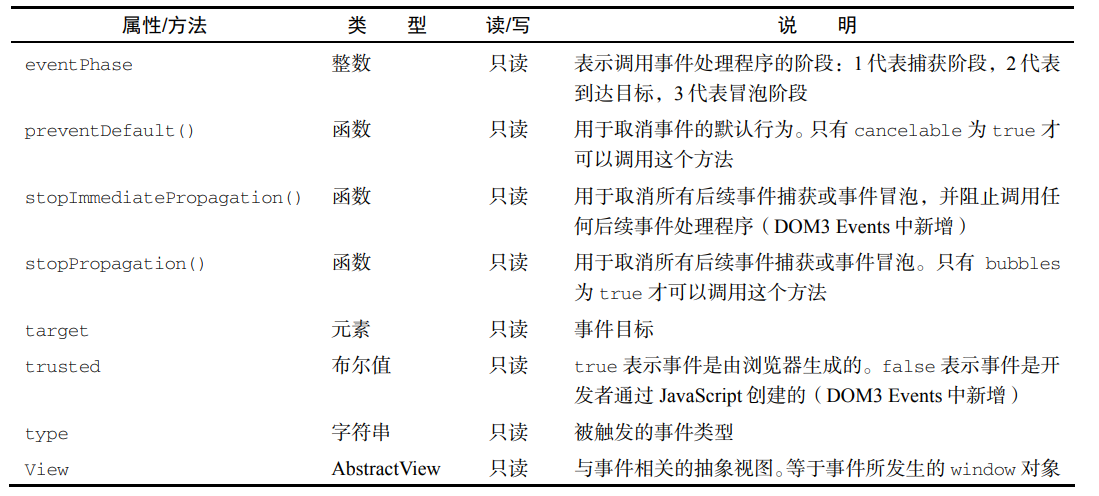 属性/方法 类 型 读/写 说 明
eventPhase 整数 只读 表示调用事件处理程序的阶段：1 代表捕获阶段，2 代表
到达目标，3 代表冒泡阶段
preventDefault() 函数 只读 用于取消事件的默认行为。只有 cancelable 为 true 才
可以调用这个方法
stopImmediatePropagation() 函数 只读 用于取消所有后续事件捕获或事件冒泡，并阻止调用任
何后续事件处理程序（DOM3 Events 中新增）
stopPropagation() 函数 只读 用于取消所有后续事件捕获或事件冒泡。只有 bubbles
为 true 才可以调用这个方法
target 元素 只读 事件目标
trusted 布尔值 只读 true 表示事件是由浏览器生成的。false 表示事件是开
发者通过 JavaScript 创建的（DOM3 Events 中新增）
type 字符串 只读 被触发的事件类型
View AbstractView 只读 与事件相关的抽象视图。等于事件所发生的 window 对象